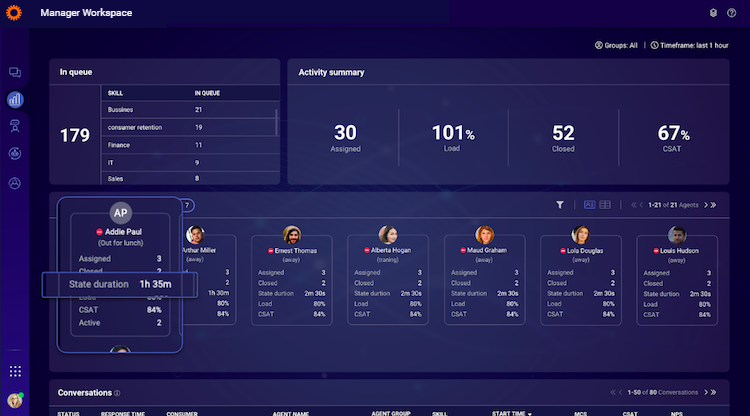 Manager Workspace
Groups: All | Timeframe: last 1 hour
In queue
179
SKILL IN QUEUE
Bussines 21
consumer retention 19
Finance 11
IT 9
Sales 8
Activity summary
30 101% 52 67%
Assigned Load Closed CSAT
7
1-21 of 21 Agents
AP
Addie Paul
(Out for lunch)
Assigned 3
Closed 2
State duration 1h 35m
Load 80%
CSAT 84%
Active 2
Arthur Miller
(away)
3
2
1h 30m
80%
84%
Ernest Thomas
(away)
Assigned 3
Closed 2
State durtion 2m 30s
Load 80%
CSAT 84%
Alberta Hogan
(traning)
Assigned 3
Closed 2
State durtion 2m 30s
Load 80%
CSAT 84%
Maud Graham
(away)
Assigned 3
Closed 2
State durtion 2m 30s
Load 80%
CSAT 84%
Lola Douglas
(away)
Assigned 3
Closed 2
State durtion 2m 30s
Load 80%
CSAT 84%
Louis Hudson
(away)
Assigned 3
Closed 2
State durtion 2m 30s
Load 80%
CSAT 84%
Conversations
1-50 of 80 Conversations
STATUS RESPONSE TIME CONSUMER AGENT NAME AGENT GROUP SKILL START TIME MCS CSAT NPS